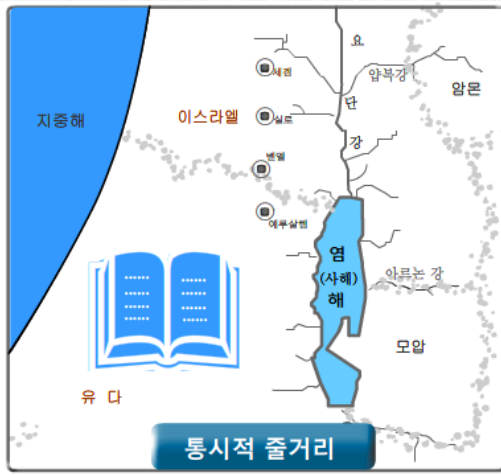 요
단
강
세겜
얍복강
암몬
지중해
이스라엘
실로
벧엘
예루살렘
염
(사해)
해
아르논 강
모압
유 다
통시적 줄거리